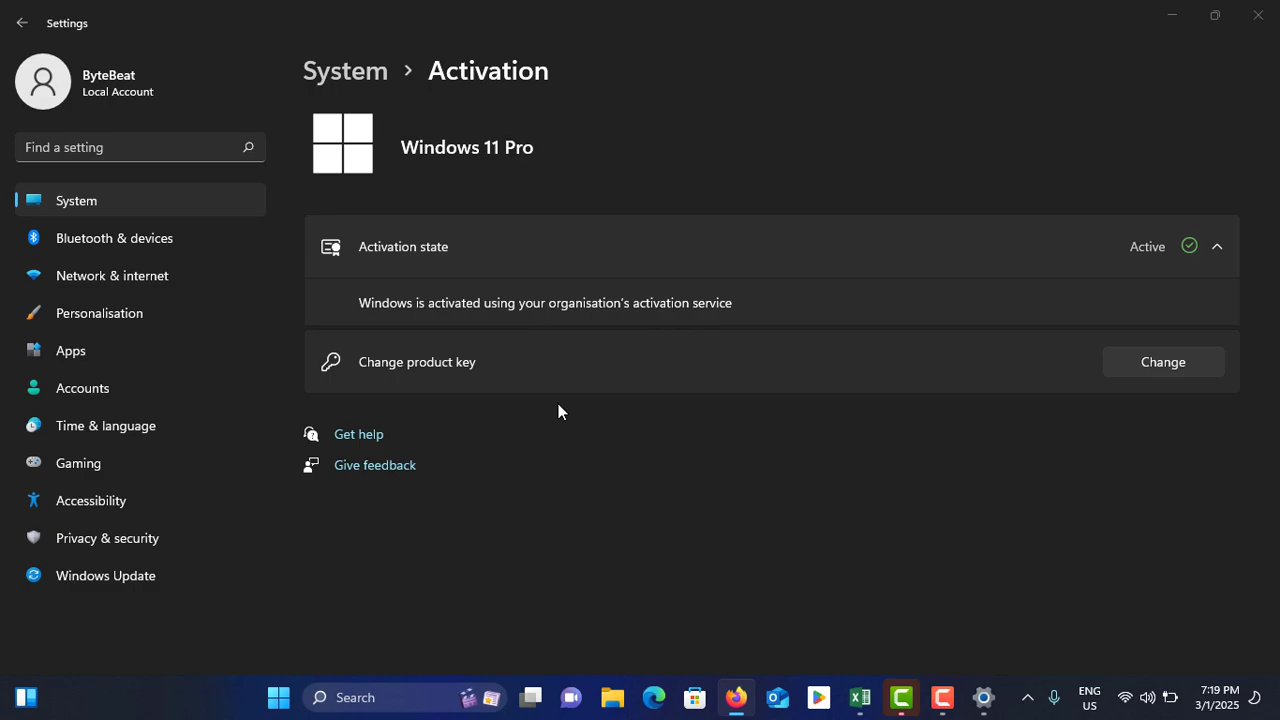 Settings
ByteBeat
Local Account
Find a setting
System
Bluetooth & devices
Network & internet
Personalisation
Apps
Accounts
Time & language
Gaming
Accessibility
Privacy & security
Windows Update
System > Activation
Windows 11 Pro
Activation state Active
Windows is activated using your organisation's activation service
Change product key Change
Get help
Give feedback
Search
ENG
US
7:19 PM
3/1/2025